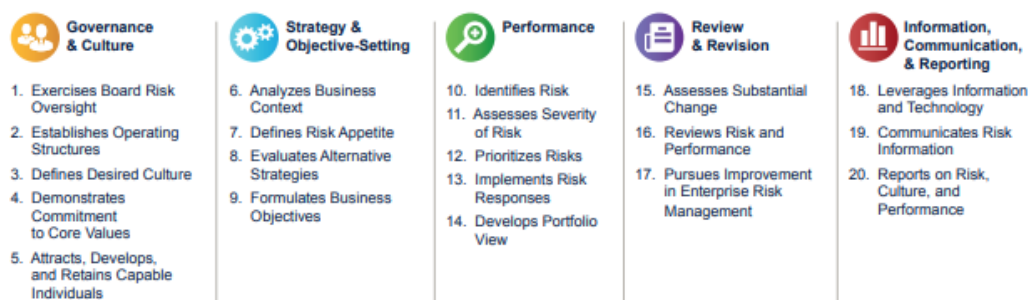 Governance
& Culture
1. Exercises Board Risk
Oversight
2. Establishes Operating
Structures
3. Defines Desired Culture
4. Demonstrates
Commitment
to Core Values
5. Attracts, Develops,
and Retains Capable
Individuals
Strategy &
Objective-Setting
6. Analyzes Business
Context
7. Defines Risk Appetite
8. Evaluates Alternative
Strategies
9. Formulates Business
Objectives
Performance
10. Identifies Risk
11. Assesses Severity
of Risk
12. Prioritizes Risks
13. Implements Risk
Responses
14. Develops Portfolio
View
Review
& Revision
15. Assesses Substantial
Change
16. Reviews Risk and
Performance
17. Pursues Improvement
in Enterprise Risk
Management
Information,
Communication,
& Reporting
18. Leverages Information
and Technology
19. Communicates Risk
Information
20. Reports on Risk,
Culture, and
Performance